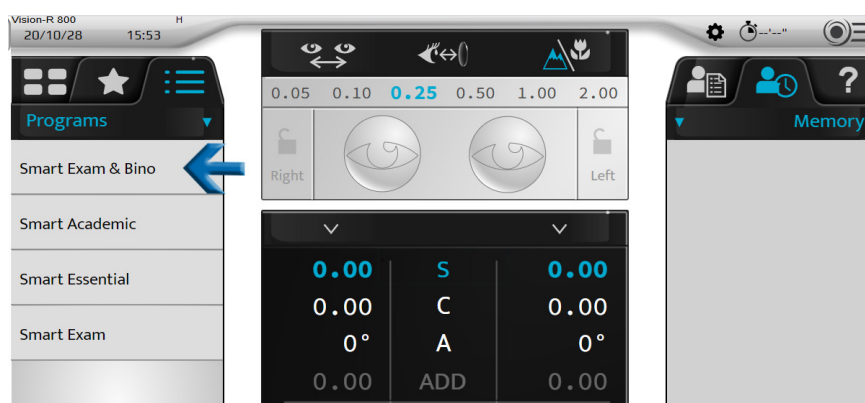 Vision-R 800 H
20/10/28 15:53 --'--"
0.05 0.10 0.25 0.50 1.00 2.00
Programs
Memory
Smart Exam & Bino
Smart Academic
Smart Essential
Smart Exam
Right
Left
0.00 S 0.00
0.00 C 0.00
0° A 0°
0.00 ADD 0.00
?